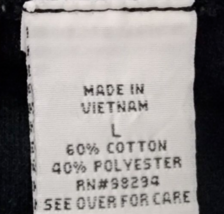 MADE IN
VIETNAM
L
60% COTTON
40% POLYESTER
RN#98294
SEE OVER FOR CARE